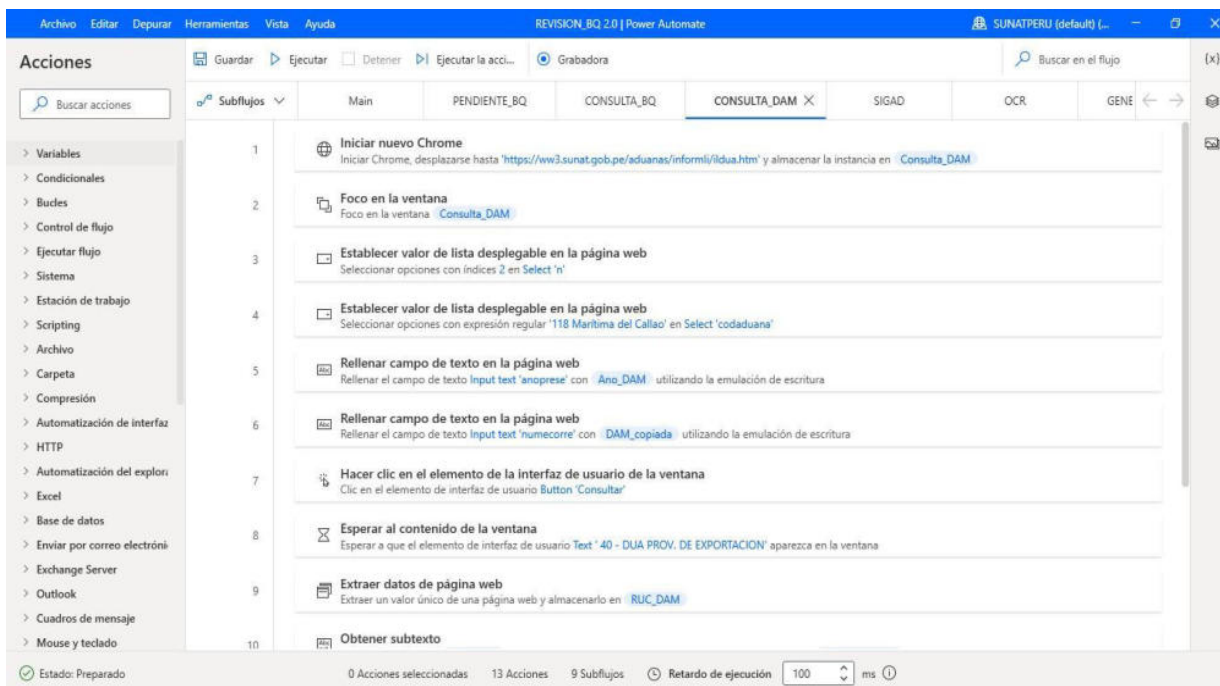 Archivo Editar Depurar Herramientas Vista Ayuda REVISION_BQ 2.0 | Power Automate SUNATPERU (default) (...
Acciones
Guardar Ejecutar Detener Ejecutar la acci... Grabadora Buscar en el flujo {x}
Buscar acciones
Subflujos Main PENDIENTE_BQ CONSULTA_BQ CONSULTA_DAM SIGAD OCR GENE
Variables
Condicionales
Bucles
Control de flujo
Ejecutar flujo
Sistema
Estación de trabajo
Scripting
Archivo
Carpeta
Compresión
Automatización de interfaz
HTTP
Automatización del explora
Excel
Base de datos
Enviar por correo electróni
Exchange Server
Outlook
Cuadros de mensaje
Mouse y teclado
1 Iniciar nuevo Chrome
Iniciar Chrome, desplazarse hasta 'https://ww3.sunat.gob.pe/aduanas/informli/ildua.htm' y almacenar la instancia en Consulta_DAM
2 Foco en la ventana
Foco en la ventana Consulta_DAM
3 Establecer valor de lista desplegable en la página web
Seleccionar opciones con índices 2 en Select 'n'
4 Establecer valor de lista desplegable en la página web
Seleccionar opciones con expresión regular '118 Marítima del Callao' en Select 'codaduana'
5 Rellenar campo de texto en la página web
Rellenar el campo de texto Input text 'anoprese' con Ano_DAM utilizando la emulación de escritura
6 Rellenar campo de texto en la página web
Rellenar el campo de texto Input text 'numecorre' con DAM_copiada utilizando la emulación de escritura
7 Hacer clic en el elemento de la interfaz de usuario de la ventana
Clic en el elemento de interfaz de usuario Button 'Consultar'
8 Esperar al contenido de la ventana
Esperar a que el elemento de interfaz de usuario Text ' 40 - DUA PROV. DE EXPORTACION' aparezca en la ventana
9 Extraer datos de página web
Extraer un valor único de una página web y almacenarlo en RUC_DAM
10 Obtener subtexto
Estado: Preparado 0 Acciones seleccionadas 13 Acciones 9 Subflujos Retardo de ejecución 100 ms